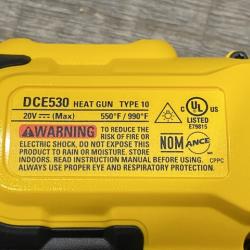 DCE530 HEAT GUN TYPE 10
20V ⎓ (Max) 550°F / 990°F
C UL US
LISTED
E79815
⚠WARNING TO REDUCE THE
RISK OF FIRE OR
ELECTRIC SHOCK, DO NOT EXPOSE THIS
PRODUCT TO RAIN OR SNOW. STORE
INDOORS. READ INSTRUCTION MANUAL BEFORE USING.
ALWAYS USE PROPER EYE AND RESPIRATORY PROTECTION.
NOM
ANCE
CPPC